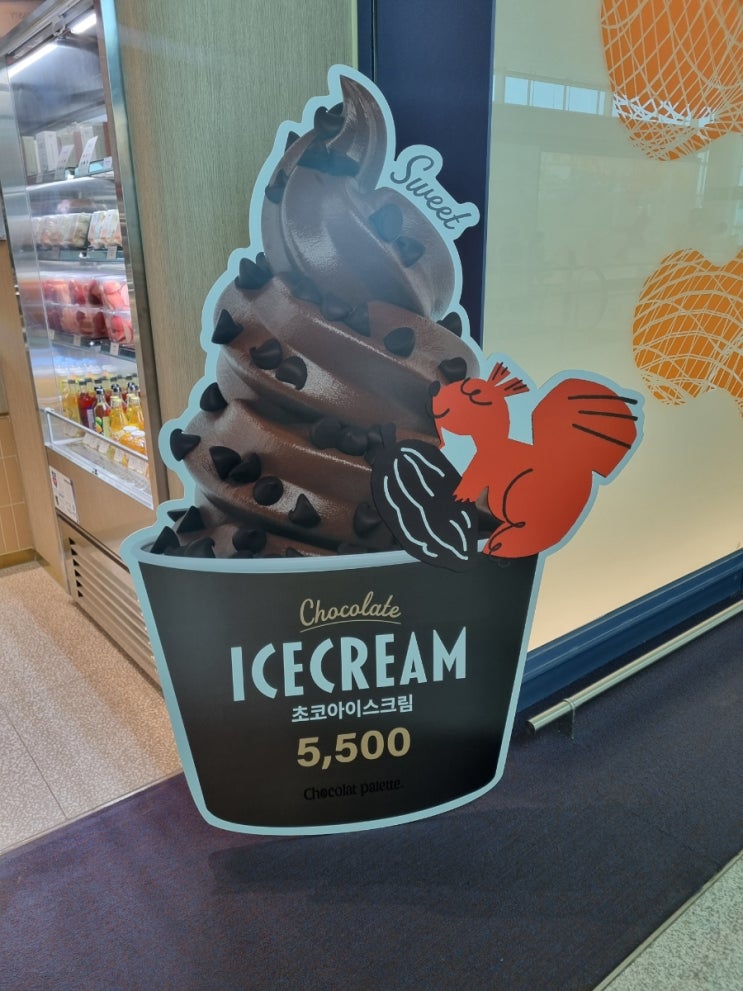 Sweet
Chocolate
ICECREAM
초코아이스크림
5,500
Chocolat palette.